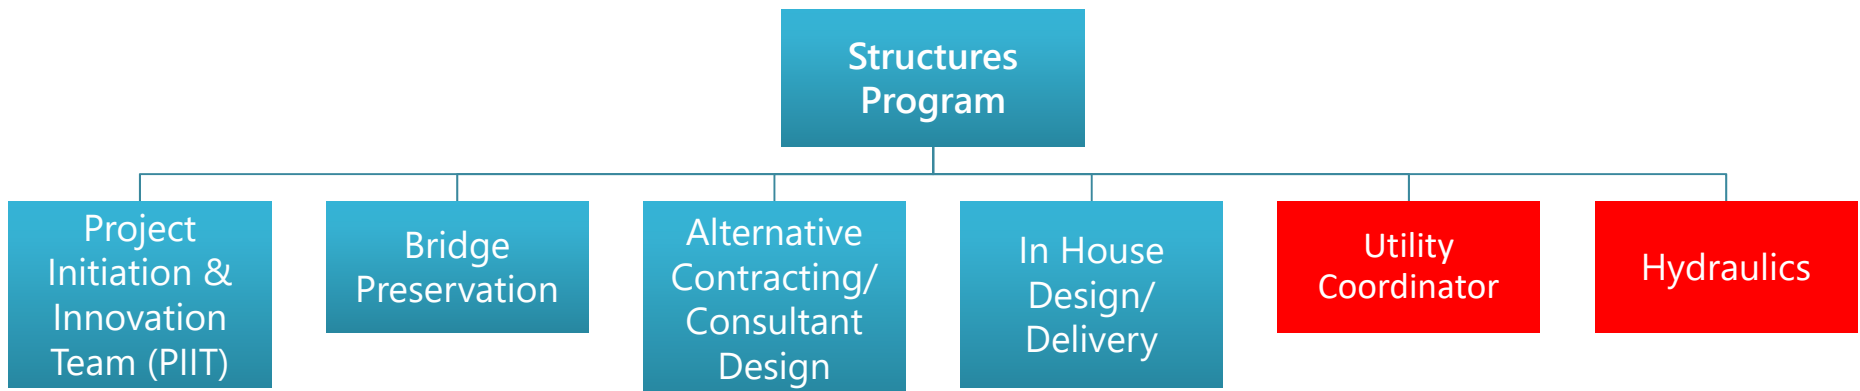 Structures
Program
Project
Initiation &
Innovation
Team (PIIT)
Bridge
Preservation
Alternative
Contracting/
Consultant
Design
In House
Design/
Delivery
Utility
Coordinator
Hydraulics